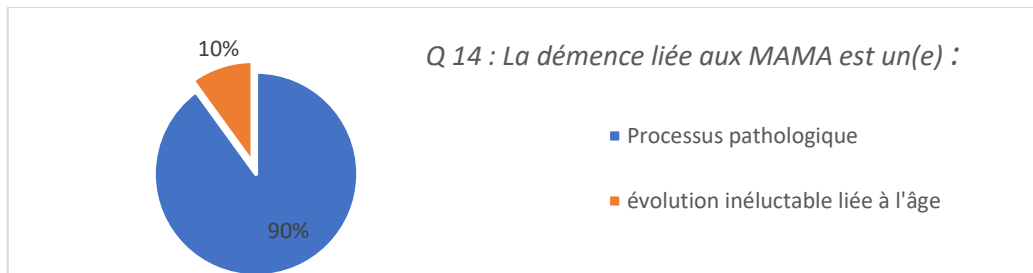 Q 14 : La démence liée aux MAMA est un(e) :
10%
90%
Processus pathologique
évolution inéluctable liée à l'âge